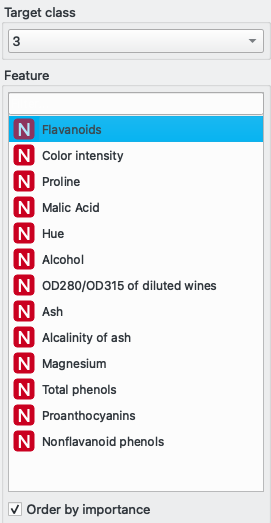 Target class
3
Feature
N Flavanoids
N Color intensity
N Proline
N Malic Acid
N Hue
N Alcohol
N OD280/OD315 of diluted wines
N Ash
N Alcalinity of ash
N Magnesium
N Total phenols
N Proanthocyanins
N Nonflavanoid phenols
Order by importance